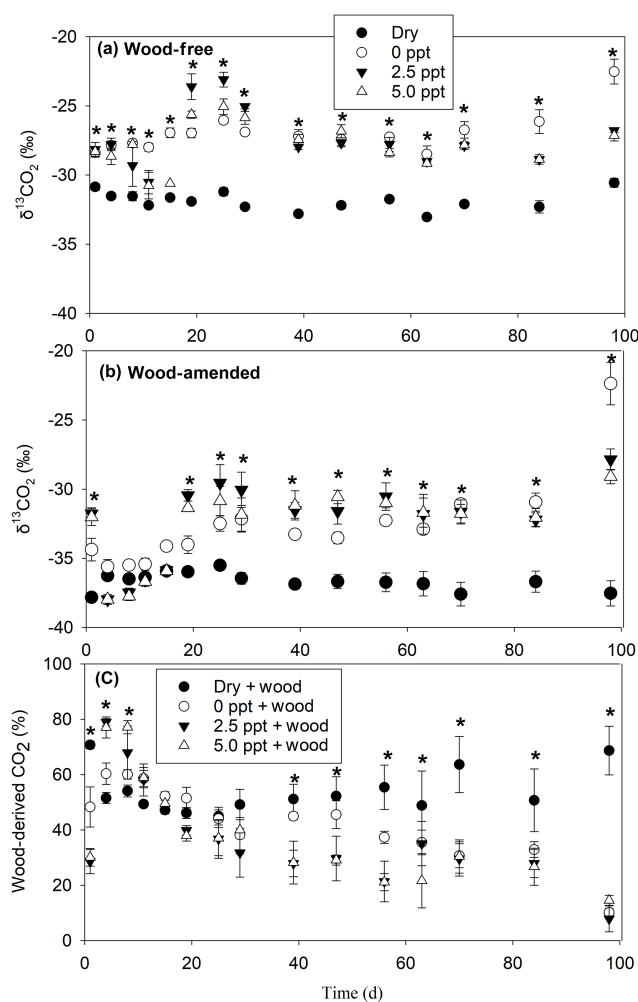 (a) Wood-free
Dry
0 ppt
2.5 ppt
5.0 ppt
-20
-25
-30
-35
-40
δ13CO2 (‰)
* * * * * * * * * * * * * * *
0 20 40 60 80 100
(b) Wood-amended
-20
-25
-30
-35
-40
δ13CO2 (‰)
* * * * * * * * * * *
0 20 40 60 80 100
(C)
Dry + wood
0 ppt + wood
2.5 ppt + wood
5.0 ppt + wood
100
80
60
40
20
0
Wood-derived CO2 (%)
* * * * * * * * * *
0 20 40 60 80 100
Time (d)